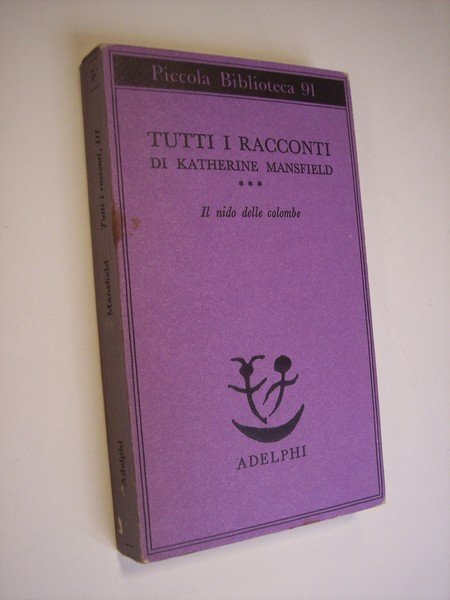 Piccola Biblioteca 91
TUTTI I RACCONTI
DI KATHERINE MANSFIELD
***
Il nido delle colombe
ADELPHI
Mansfield Tutti i racconti, III
Adelphi